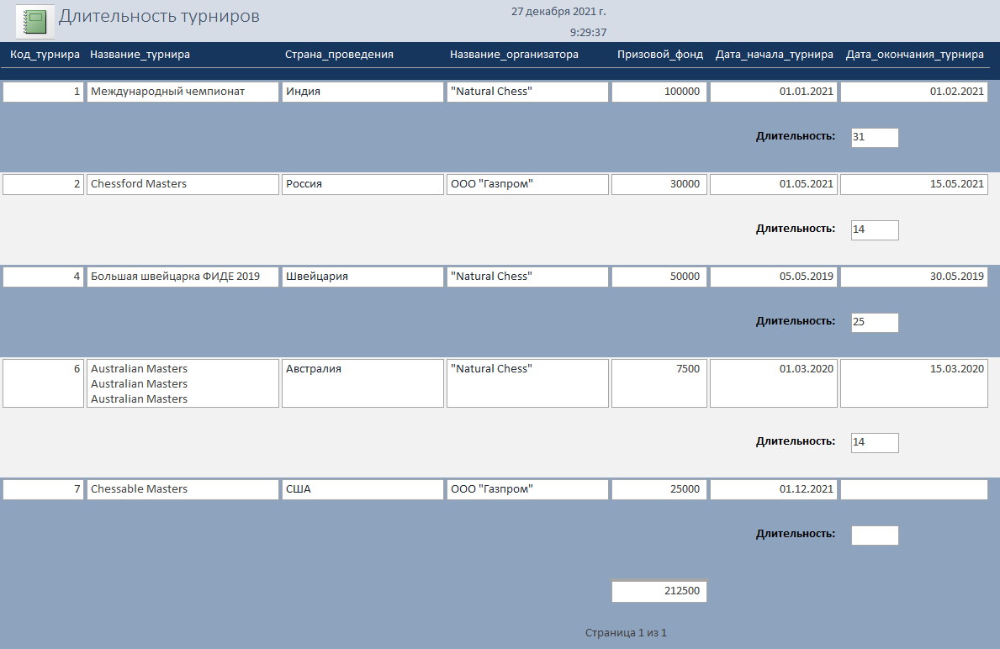 Длительность турниров
27 декабря 2021 г.
9:29:37
Код_турнира Название_турнира Страна_проведения Название_организатора Призовой_фонд Дата_начала_турнира Дата_окончания_турнира
1 Международный чемпионат Индия "Natural Chess" 100000 01.01.2021 01.02.2021
Длительность: 31
2 Chessford Masters Россия ООО "Газпром" 30000 01.05.2021 15.05.2021
Длительность: 14
4 Большая швейцарка ФИДЕ 2019 Швейцария "Natural Chess" 50000 05.05.2019 30.05.2019
Длительность: 25
6 Australian Masters Австралия "Natural Chess" 7500 01.03.2020 15.03.2020
Australian Masters
Australian Masters
Длительность: 14
7 Chessable Masters США ООО "Газпром" 25000 01.12.2021
Длительность:
212500
Страница 1 из 1